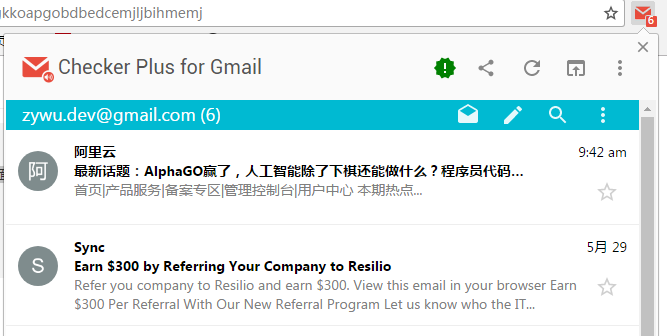 gkkoapgobdbedcemjljbihmemj
6
Checker Plus for Gmail
zywu.dev@gmail.com (6)
阿
阿里云
9:42 am
最新话题：AlphaGO赢了，人工智能除了下棋还能做什么？程序员代码...
首页|产品服务|备案专区|管理控制台|用户中心 本期热点...
S
Sync
5月 29
Earn $300 by Referring Your Company to Resilio
Refer you company to Resilio and earn $300. View this email in your browser Earn
$300 Per Referral With Our New Referral Program Let us know who the IT...